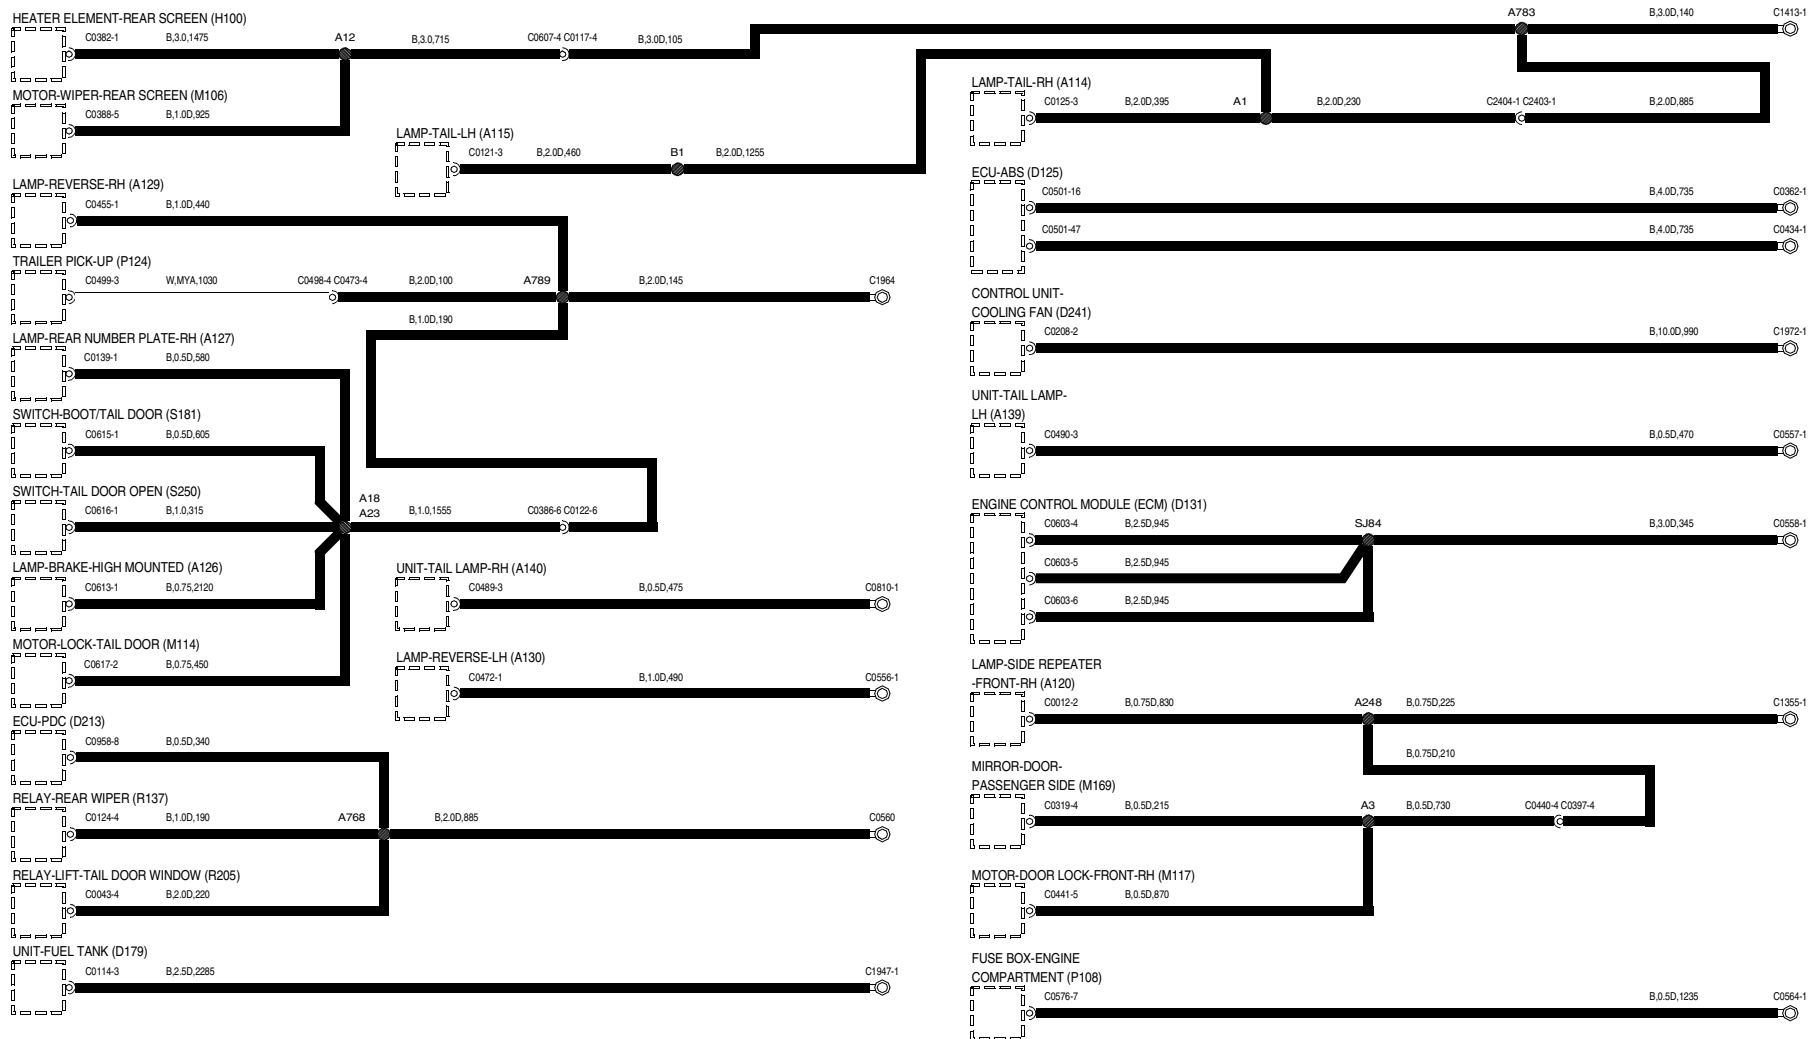 HEATER ELEMENT-REAR SCREEN (H100)
C0382-1 B,3.0,1475 A12 B,3.0,715 C0607-4 C0117-4 B,3.0D,105
MOTOR-WIPER-REAR SCREEN (M106)
C0388-5 B,1.0D,925
LAMP-TAIL-LH (A115)
C0121-3 B,2.0D,460 B1 B,2.0D,1255
LAMP-REVERSE-RH (A129)
C0455-1 B,1.0D,440
TRAILER PICK-UP (P124)
C0499-3 W,MYA,1030 C0498-4 C0473-4 B,2.0D,100 A789 B,2.0D,145 C1964
B,1.0D,190
LAMP-REAR NUMBER PLATE-RH (A127)
C0139-1 B,0.5D,580
SWITCH-BOOT/TAIL DOOR (S181)
C0615-1 B,0.5D,605
SWITCH-TAIL DOOR OPEN (S250)
A18
C0616-1 B,1.0,315 A23 B,1.0,1555 C0386-6 C0122-6
LAMP-BRAKE-HIGH MOUNTED (A126)
C0613-1 B,0.75,2120
UNIT-TAIL LAMP-RH (A140)
C0489-3 B,0.5D,475 C0810-1
MOTOR-LOCK-TAIL DOOR (M114)
C0617-2 B,0.75,450
LAMP-REVERSE-LH (A130)
C0472-1 B,1.0D,490 C0556-1
ECU-PDC (D213)
C0958-8 B,0.5D,340
RELAY-REAR WIPER (R137)
C0124-4 B,1.0D,190 A768 B,2.0D,885 C0560
RELAY-LIFT-TAIL DOOR WINDOW (R205)
C0043-4 B,2.0D,220
UNIT-FUEL TANK (D179)
C0114-3 B,2.5D,2285 C1947-1
A783 B,3.0D,140 C1413-1
LAMP-TAIL-RH (A114)
C0125-3 B,2.0D,395 A1 B,2.0D,230 C2404-1 C2403-1 B,2.0D,885
ECU-ABS (D125)
C0501-16 B,4.0D,735 C0362-1
C0501-47 B,4.0D,735 C0434-1
CONTROL UNIT-
COOLING FAN (D241)
C0208-2 B,10.0D,990 C1972-1
UNIT-TAIL LAMP-
LH (A139)
C0490-3 B,0.5D,470 C0557-1
ENGINE CONTROL MODULE (ECM) (D131)
C0603-4 B,2.5D,945 SJ84 B,3.0D,345 C0558-1
C0603-5 B,2.5D,945
C0603-6 B,2.5D,945
LAMP-SIDE REPEATER
-FRONT-RH (A120)
C0012-2 B,0.75D,830 A248 B,0.75D,225 C1355-1
B,0.75D,210
MIRROR-DOOR-
PASSENGER SIDE (M169)
C0319-4 B,0.5D,215 A3 B,0.5D,730 C0440-4 C0397-4
MOTOR-DOOR LOCK-FRONT-RH (M117)
C0441-5 B,0.5D,870
FUSE BOX-ENGINE
COMPARTMENT (P108)
C0576-7 B,0.5D,1235 C0564-1